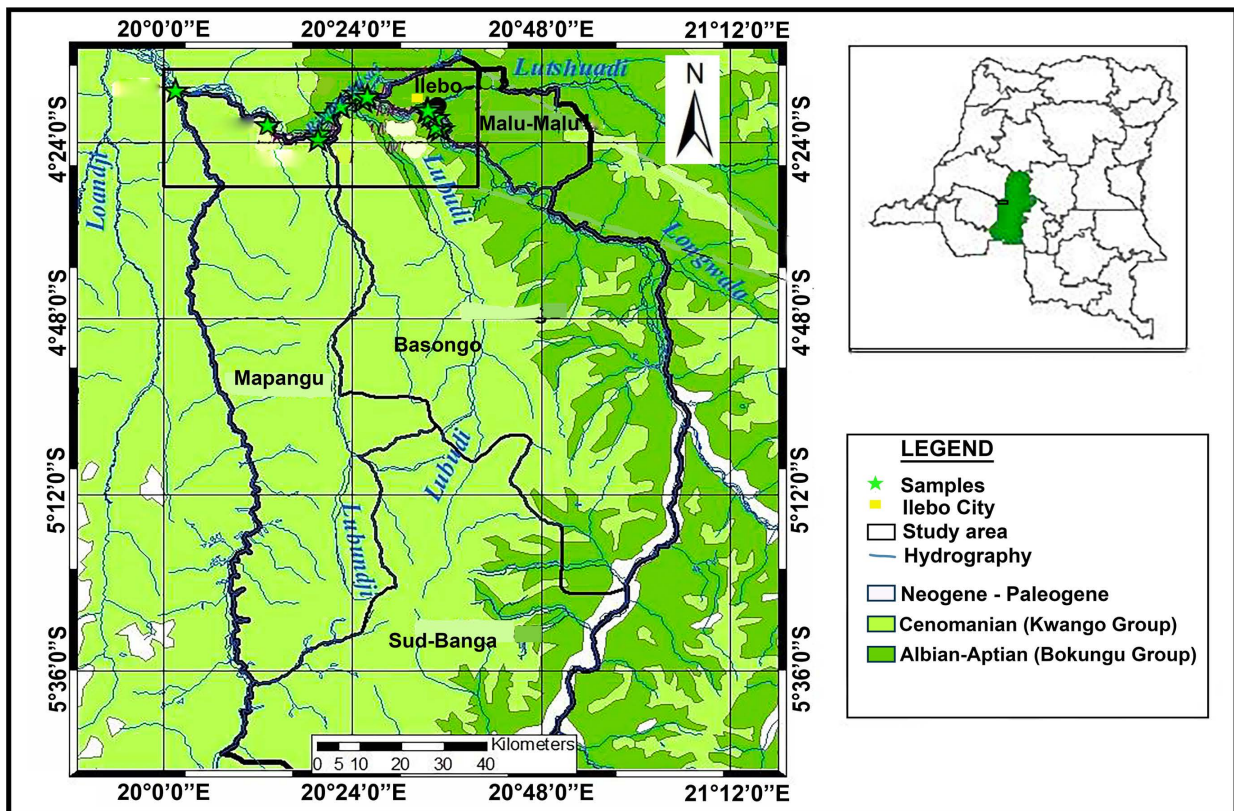 20°0’0”E 20°24’0”E 20°48’0”E 21°12’0”E
Lutshuadi
Ilebo
N
Malu-Malu
4°24’0”S 4°24’0”S
Loandji
Lubudi
Longwala
4°48’0”S 4°48’0”S
Basongo
Mapangu
Lubudi
5°12’0”S 5°12’0”S
Lubundji
Sud-Banga
5°36’0”S 5°36’0”S
Kilometers
0 5 10 20 30 40
20°0’0”E 20°24’0”E 20°48’0”E 21°12’0”E
LEGEND
Samples
Ilebo City
Study area
Hydrography
Neogene - Paleogene
Cenomanian (Kwango Group)
Albian-Aptian (Bokungu Group)